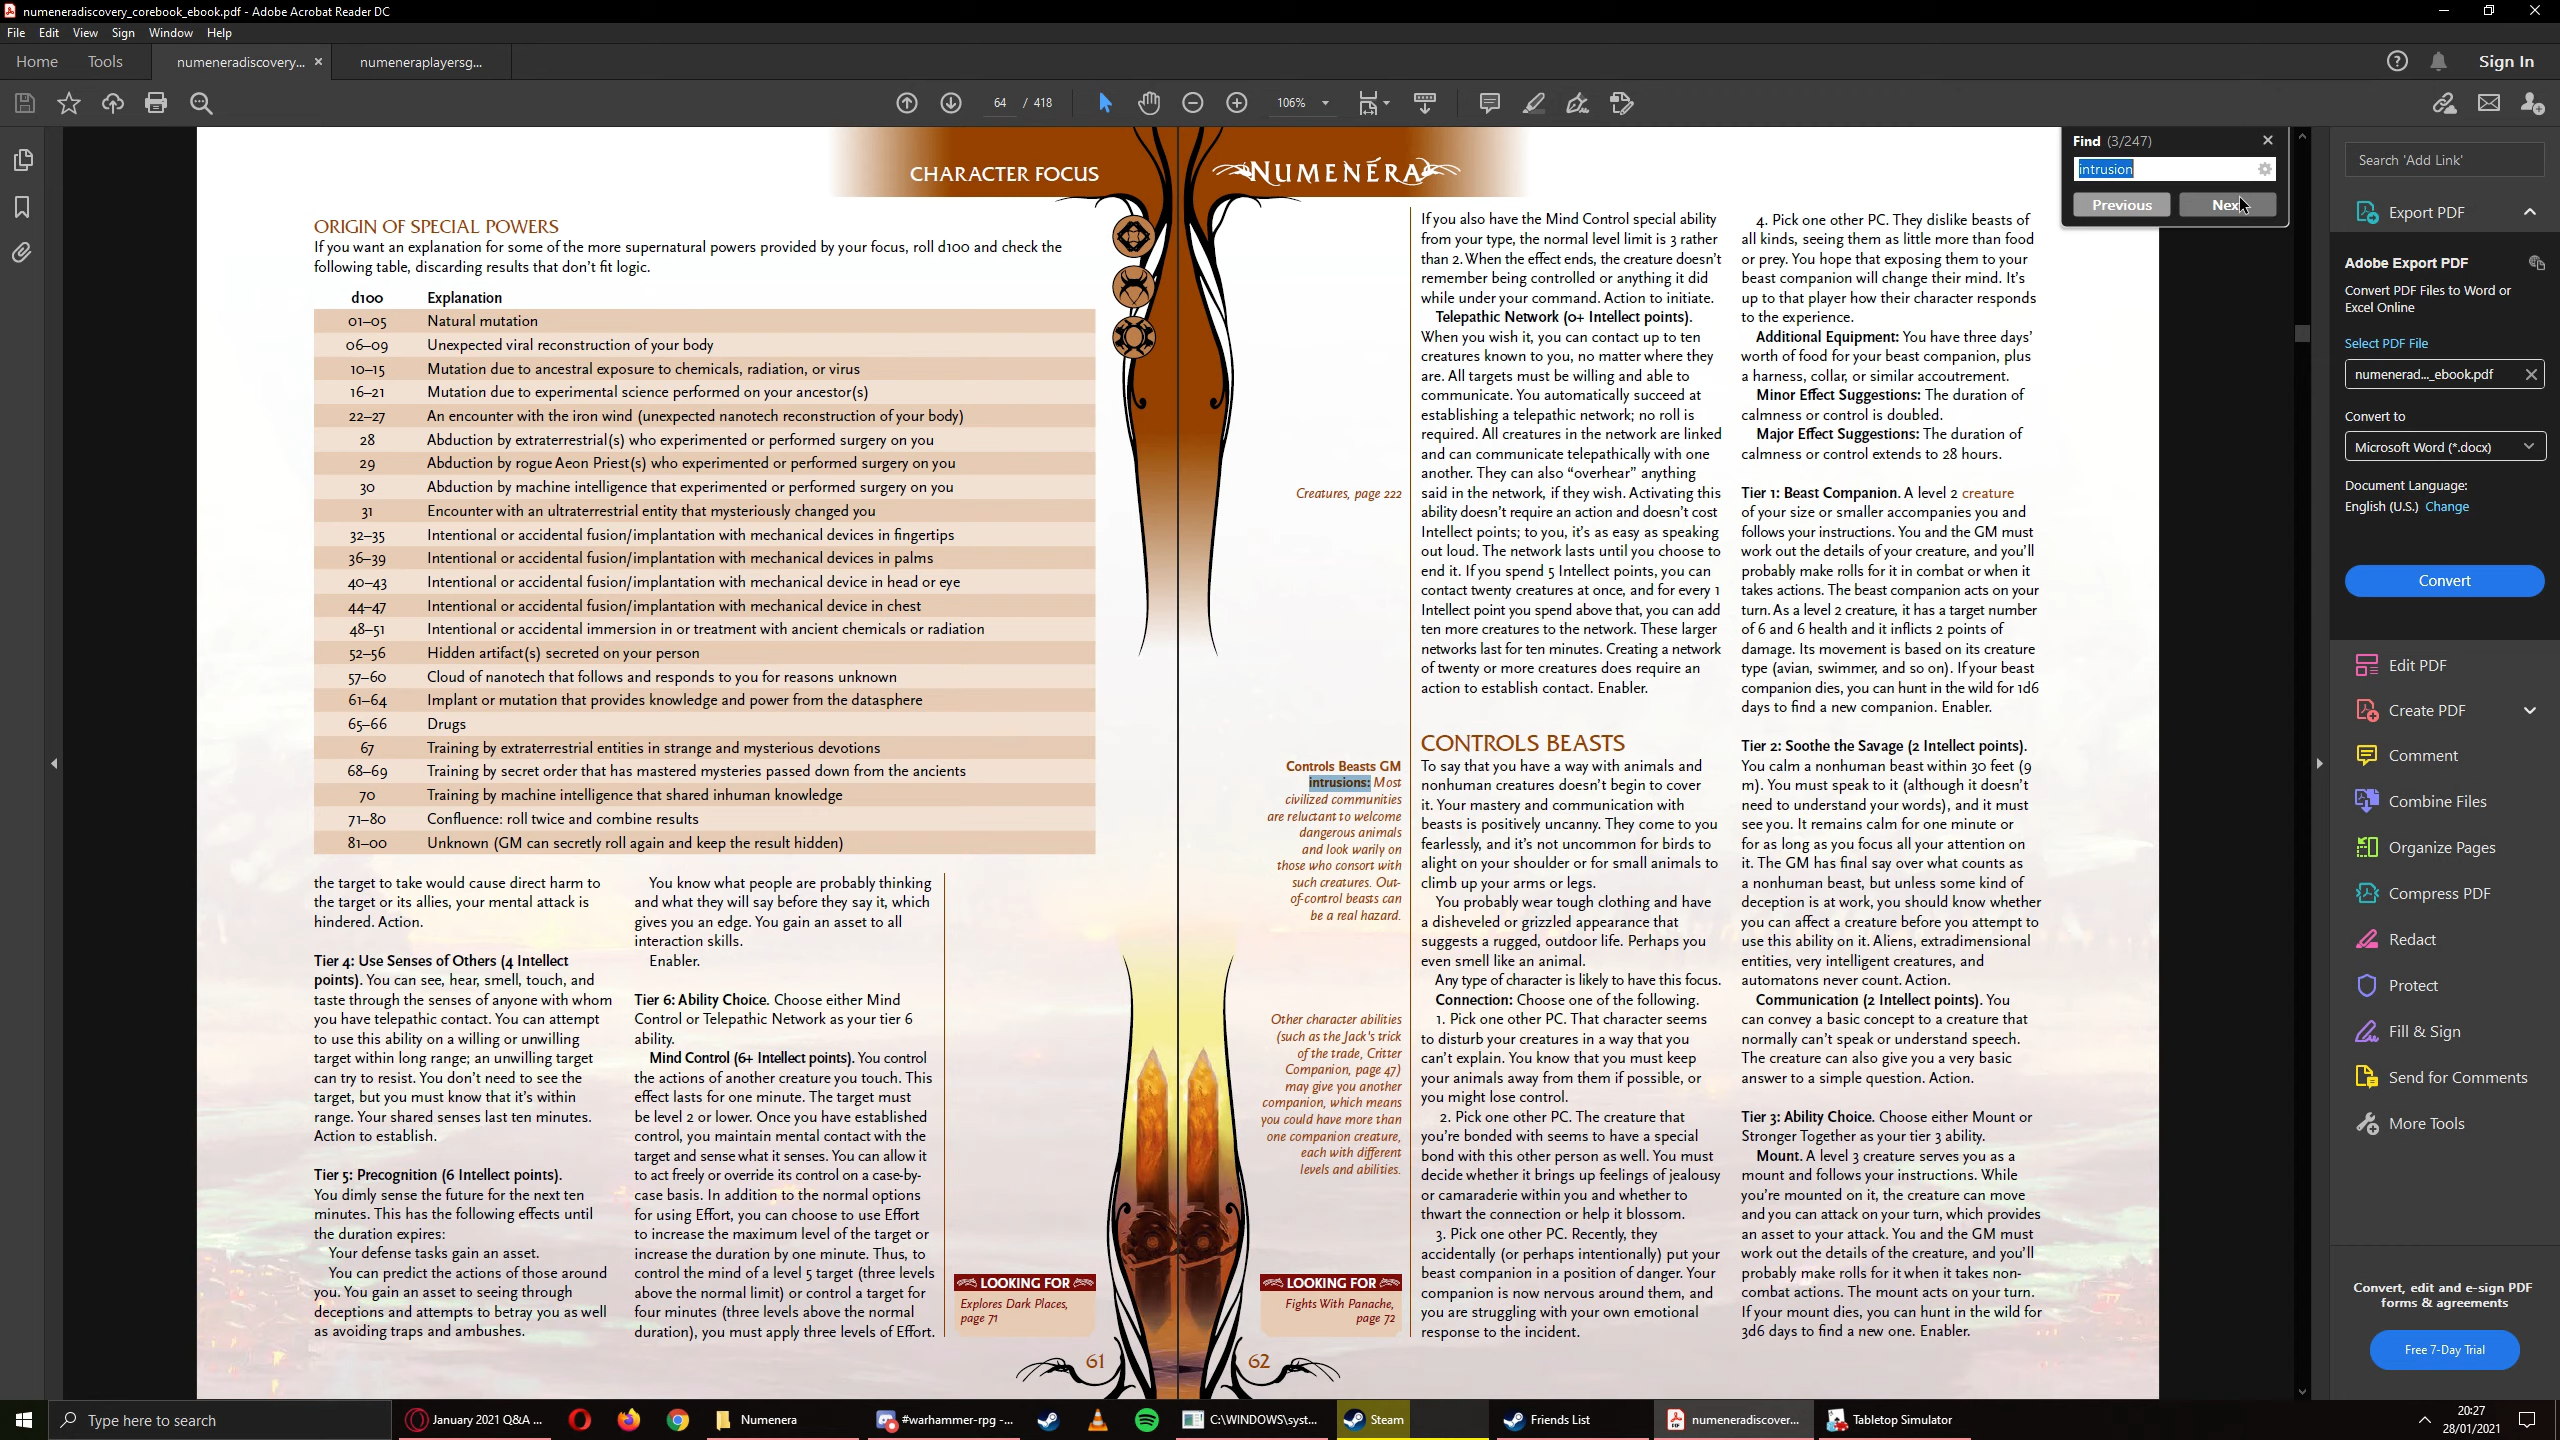 numeneradiscovery_corebook_ebook.pdf - Adobe Acrobat Reader DC
File Edit View Sign Window Help
Home Tools numeneradiscovery... × numeneraplayersg... Sign In
64 / 418 106%
Find (3/247)
intrusion
Previous Next
CHARACTER FOCUS
NUMENÉRA
ORIGIN OF SPECIAL POWERS
If you want an explanation for some of the more supernatural powers provided by your focus, roll d100 and check the
following table, discarding results that don't fit logic.
d100 Explanation
01–05 Natural mutation
06–09 Unexpected viral reconstruction of your body
10–15 Mutation due to ancestral exposure to chemicals, radiation, or virus
16–21 Mutation due to experimental science performed on your ancestor(s)
22–27 An encounter with the iron wind (unexpected nanotech reconstruction of your body)
28 Abduction by extraterrestrial(s) who experimented or performed surgery on you
29 Abduction by rogue Aeon Priest(s) who experimented or performed surgery on you
30 Abduction by machine intelligence that experimented or performed surgery on you
31 Encounter with an ultraterrestrial entity that mysteriously changed you
32–35 Intentional or accidental fusion/implantation with mechanical devices in fingertips
36–39 Intentional or accidental fusion/implantation with mechanical devices in palms
40–43 Intentional or accidental fusion/implantation with mechanical device in head or eye
44–47 Intentional or accidental fusion/implantation with mechanical device in chest
48–51 Intentional or accidental immersion in or treatment with ancient chemicals or radiation
52–56 Hidden artifact(s) secreted on your person
57–60 Cloud of nanotech that follows and responds to you for reasons unknown
61–64 Implant or mutation that provides knowledge and power from the datasphere
65–66 Drugs
67 Training by extraterrestrial entities in strange and mysterious devotions
68–69 Training by secret order that has mastered mysteries passed down from the ancients
70 Training by machine intelligence that shared inhuman knowledge
71–80 Confluence: roll twice and combine results
81–00 Unknown (GM can secretly roll again and keep the result hidden)
the target to take would cause direct harm to
the target or its allies, your mental attack is
hindered. Action.
Tier 4: Use Senses of Others (4 Intellect
points). You can see, hear, smell, touch, and
taste through the senses of anyone with whom
you have telepathic contact. You can attempt
to use this ability on a willing or unwilling
target within long range; an unwilling target
can try to resist. You don't need to see the
target, but you must know that it's within
range. Your shared senses last ten minutes.
Action to establish.
Tier 5: Precognition (6 Intellect points).
You dimly sense the future for the next ten
minutes. This has the following effects until
the duration expires:
Your defense tasks gain an asset.
You can predict the actions of those around
you. You gain an asset to seeing through
deceptions and attempts to betray you as well
as avoiding traps and ambushes.
You know what people are probably thinking
and what they will say before they say it, which
gives you an edge. You gain an asset to all
interaction skills.
Enabler.
Tier 6: Ability Choice. Choose either Mind
Control or Telepathic Network as your tier 6
ability.
Mind Control (6+ Intellect points). You control
the actions of another creature you touch. This
effect lasts for one minute. The target must
be level 2 or lower. Once you have established
control, you maintain mental contact with the
target and sense what it senses. You can allow it
to act freely or override its control on a case-by-
case basis. In addition to the normal options
for using Effort, you can choose to use Effort
to increase the maximum level of the target or
increase the duration by one minute. Thus, to
control the mind of a level 5 target (three levels
above the normal limit) or control a target for
four minutes (three levels above the normal
duration), you must apply three levels of Effort.
LOOKING FOR
Explores Dark Places,
page 71
61
Creatures, page 222
Controls Beasts GM
intrusions: Most
civilized communities
are reluctant to welcome
dangerous animals
and look warily on
those who consort with
such creatures. Out-
of-control beasts can
be a real hazard.
Other character abilities
(such as the Jack's trick
of the trade, Critter
Companion, page 47)
may give you another
companion, which means
you could have more than
one companion creature,
each with different
levels and abilities.
LOOKING FOR
Fights With Panache,
page 72
62
If you also have the Mind Control special ability
from your type, the normal level limit is 3 rather
than 2. When the effect ends, the creature doesn't
remember being controlled or anything it did
while under your command. Action to initiate.
Telepathic Network (0+ Intellect points).
When you wish it, you can contact up to ten
creatures known to you, no matter where they
are. All targets must be willing and able to
communicate. You automatically succeed at
establishing a telepathic network; no roll is
required. All creatures in the network are linked
and can communicate telepathically with one
another. They can also “overhear” anything
said in the network, if they wish. Activating this
ability doesn't require an action and doesn't cost
Intellect points; to you, it's as easy as speaking
out loud. The network lasts until you choose to
end it. If you spend 5 Intellect points, you can
contact twenty creatures at once, and for every 1
Intellect point you spend above that, you can add
ten more creatures to the network. These larger
networks last for ten minutes. Creating a network
of twenty or more creatures does require an
action to establish contact. Enabler.
CONTROLS BEASTS
To say that you have a way with animals and
nonhuman creatures doesn't begin to cover
it. Your mastery and communication with
beasts is positively uncanny. They come to you
fearlessly, and it's not uncommon for birds to
alight on your shoulder or for small animals to
climb up your arms or legs.
You probably wear tough clothing and have
a disheveled or grizzled appearance that
suggests a rugged, outdoor life. Perhaps you
even smell like an animal.
Any type of character is likely to have this focus.
Connection: Choose one of the following.
1. Pick one other PC. That character seems
to disturb your creatures in a way that you
can't explain. You know that you must keep
your animals away from them if possible, or
you might lose control.
2. Pick one other PC. The creature that
you're bonded with seems to have a special
bond with this other person as well. You must
decide whether it brings up feelings of jealousy
or camaraderie within you and whether to
thwart the connection or help it blossom.
3. Pick one other PC. Recently, they
accidentally (or perhaps intentionally) put your
beast companion in a position of danger. Your
companion is now nervous around them, and
you are struggling with your own emotional
response to the incident.
4. Pick one other PC. They dislike beasts of
all kinds, seeing them as little more than food
or prey. You hope that exposing them to your
beast companion will change their mind. It's
up to that player how their character responds
to the experience.
Additional Equipment: You have three days'
worth of food for your beast companion, plus
a harness, collar, or similar accoutrement.
Minor Effect Suggestions: The duration of
calmness or control is doubled.
Major Effect Suggestions: The duration of
calmness or control extends to 28 hours.
Tier 1: Beast Companion. A level 2 creature
of your size or smaller accompanies you and
follows your instructions. You and the GM must
work out the details of your creature, and you'll
probably make rolls for it in combat or when it
takes actions. The beast companion acts on your
turn. As a level 2 creature, it has a target number
of 6 and 6 health and it inflicts 2 points of
damage. Its movement is based on its creature
type (avian, swimmer, and so on). If your beast
companion dies, you can hunt in the wild for 1d6
days to find a new companion. Enabler.
Tier 2: Soothe the Savage (2 Intellect points).
You calm a nonhuman beast within 30 feet (9
m). You must speak to it (although it doesn't
need to understand your words), and it must
see you. It remains calm for one minute or
for as long as you focus all your attention on
it. The GM has final say over what counts as
a nonhuman beast, but unless some kind of
deception is at work, you should know whether
you can affect a creature before you attempt to
use this ability on it. Aliens, extradimensional
entities, very intelligent creatures, and
automatons never count. Action.
Communication (2 Intellect points). You
can convey a basic concept to a creature that
normally can't speak or understand speech.
The creature can also give you a very basic
answer to a simple question. Action.
Tier 3: Ability Choice. Choose either Mount or
Stronger Together as your tier 3 ability.
Mount. A level 3 creature serves you as a
mount and follows your instructions. While
you're mounted on it, the creature can move
and you can attack on your turn, which provides
an asset to your attack. You and the GM must
work out the details of the creature, and you'll
probably make rolls for it when it takes non-
combat actions. The mount acts on your turn.
If your mount dies, you can hunt in the wild for
3d6 days to find a new one. Enabler.
Search 'Add Link'
Export PDF
Adobe Export PDF
Convert PDF Files to Word or
Excel Online
Select PDF File
numenerad..._ebook.pdf
Convert to
Microsoft Word (*.docx)
Document Language:
English (U.S.) Change
Convert
Edit PDF
Create PDF
Comment
Combine Files
Organize Pages
Compress PDF
Redact
Protect
Fill & Sign
Send for Comments
More Tools
Convert, edit and e-sign PDF
forms & agreements
Free 7-Day Trial
Type here to search
January 2021 Q&A ...
Numenera
#warhammer-rpg -...
C:\WINDOWS\syst...
Steam
Friends List
numeneradiscover...
Tabletop Simulator
20:27
28/01/2021